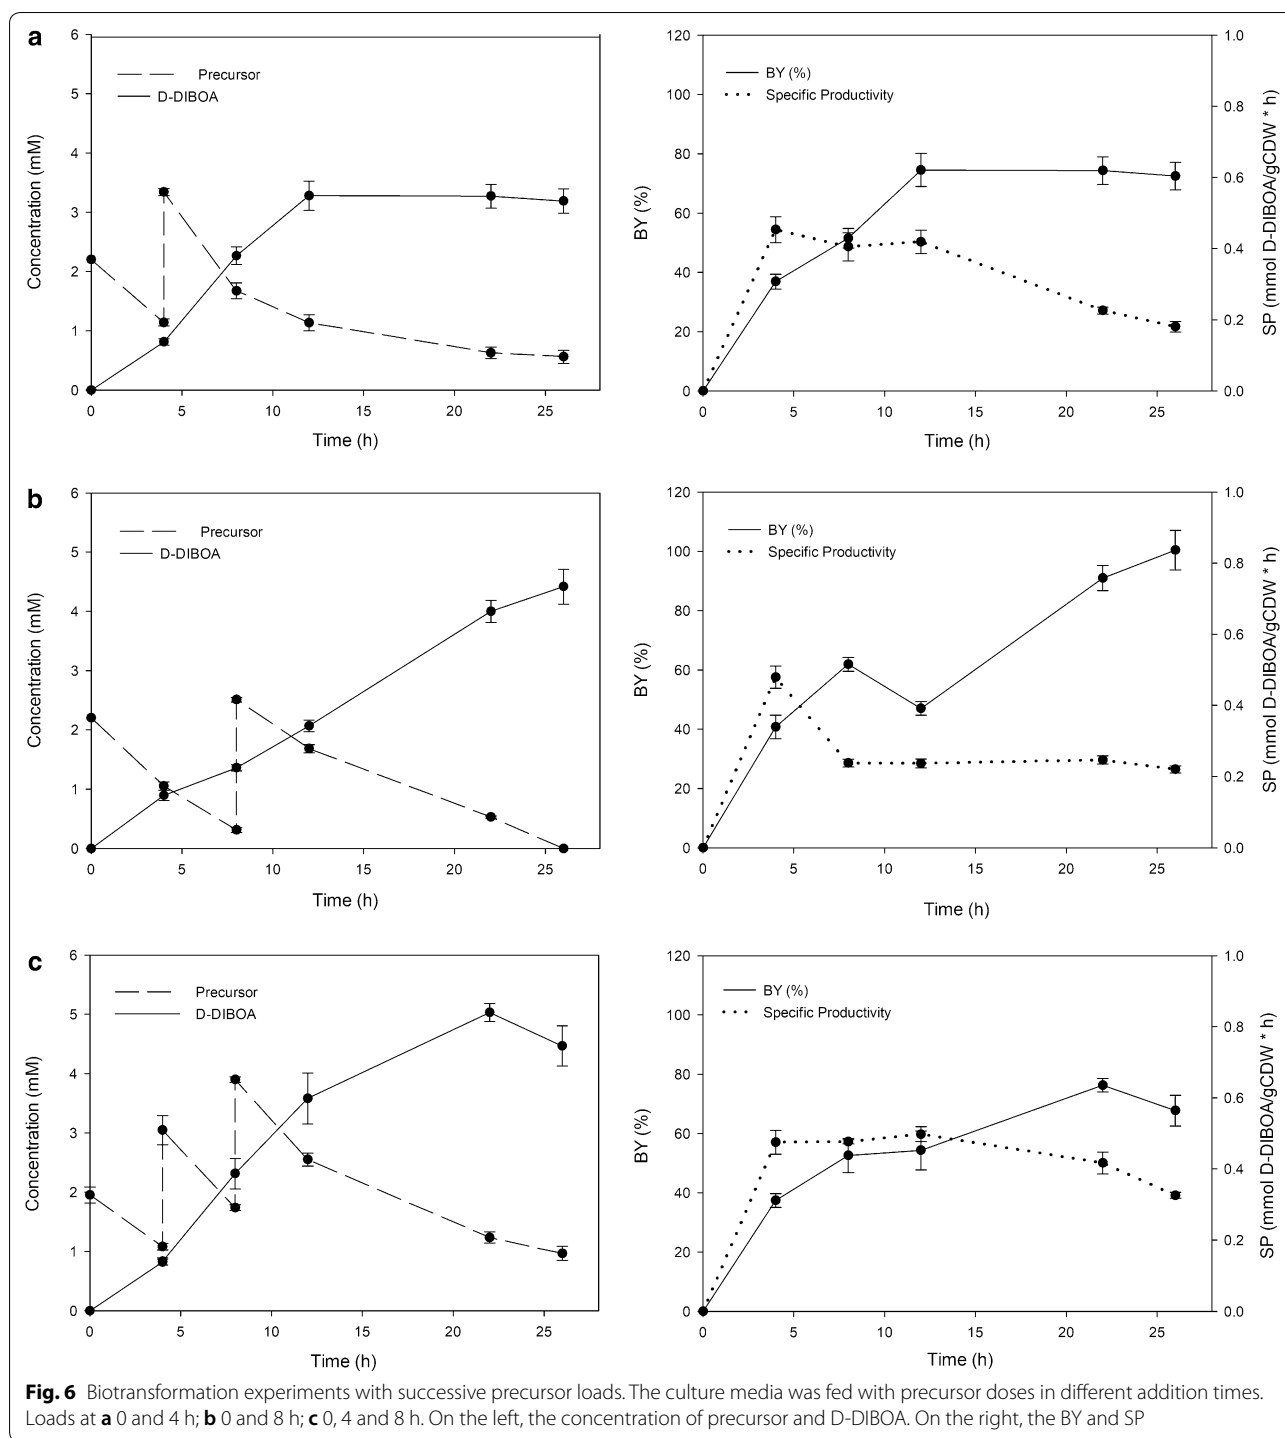 a
6
5
4
3
2
1
0
Concentration (mM)
Precursor
D-DIBOA
0 5 10 15 20 25
Time (h)
120
100
80
60
40
20
0
BY (%)
BY (%)
Specific Productivity
1.0
0.8
0.6
0.4
0.2
0.0
SP (mmol D-DIBOA/gCDW * h)
0 5 10 15 20 25
Time (h)
b
6
5
4
3
2
1
0
Concentration (mM)
Precursor
D-DIBOA
0 5 10 15 20 25
Time (h)
120
100
80
60
40
20
0
BY (%)
BY (%)
Specific Productivity
1.0
0.8
0.6
0.4
0.2
0.0
SP (mmol D-DIBOA/gCDW * h)
0 5 10 15 20 25
Time (h)
c
6
5
4
3
2
1
0
Concentration (mM)
Precursor
D-DIBOA
0 5 10 15 20 25
Time (h)
120
100
80
60
40
20
0
BY (%)
BY (%)
Specific Productivity
1.0
0.8
0.6
0.4
0.2
0.0
SP (mmol D-DIBOA/gCDW * h)
0 5 10 15 20 25
Time (h)
Fig. 6 Biotransformation experiments with successive precursor loads. The culture media was fed with precursor doses in different addition times.
Loads at a 0 and 4 h; b 0 and 8 h; c 0, 4 and 8 h. On the left, the concentration of precursor and D-DIBOA. On the right, the BY and SP